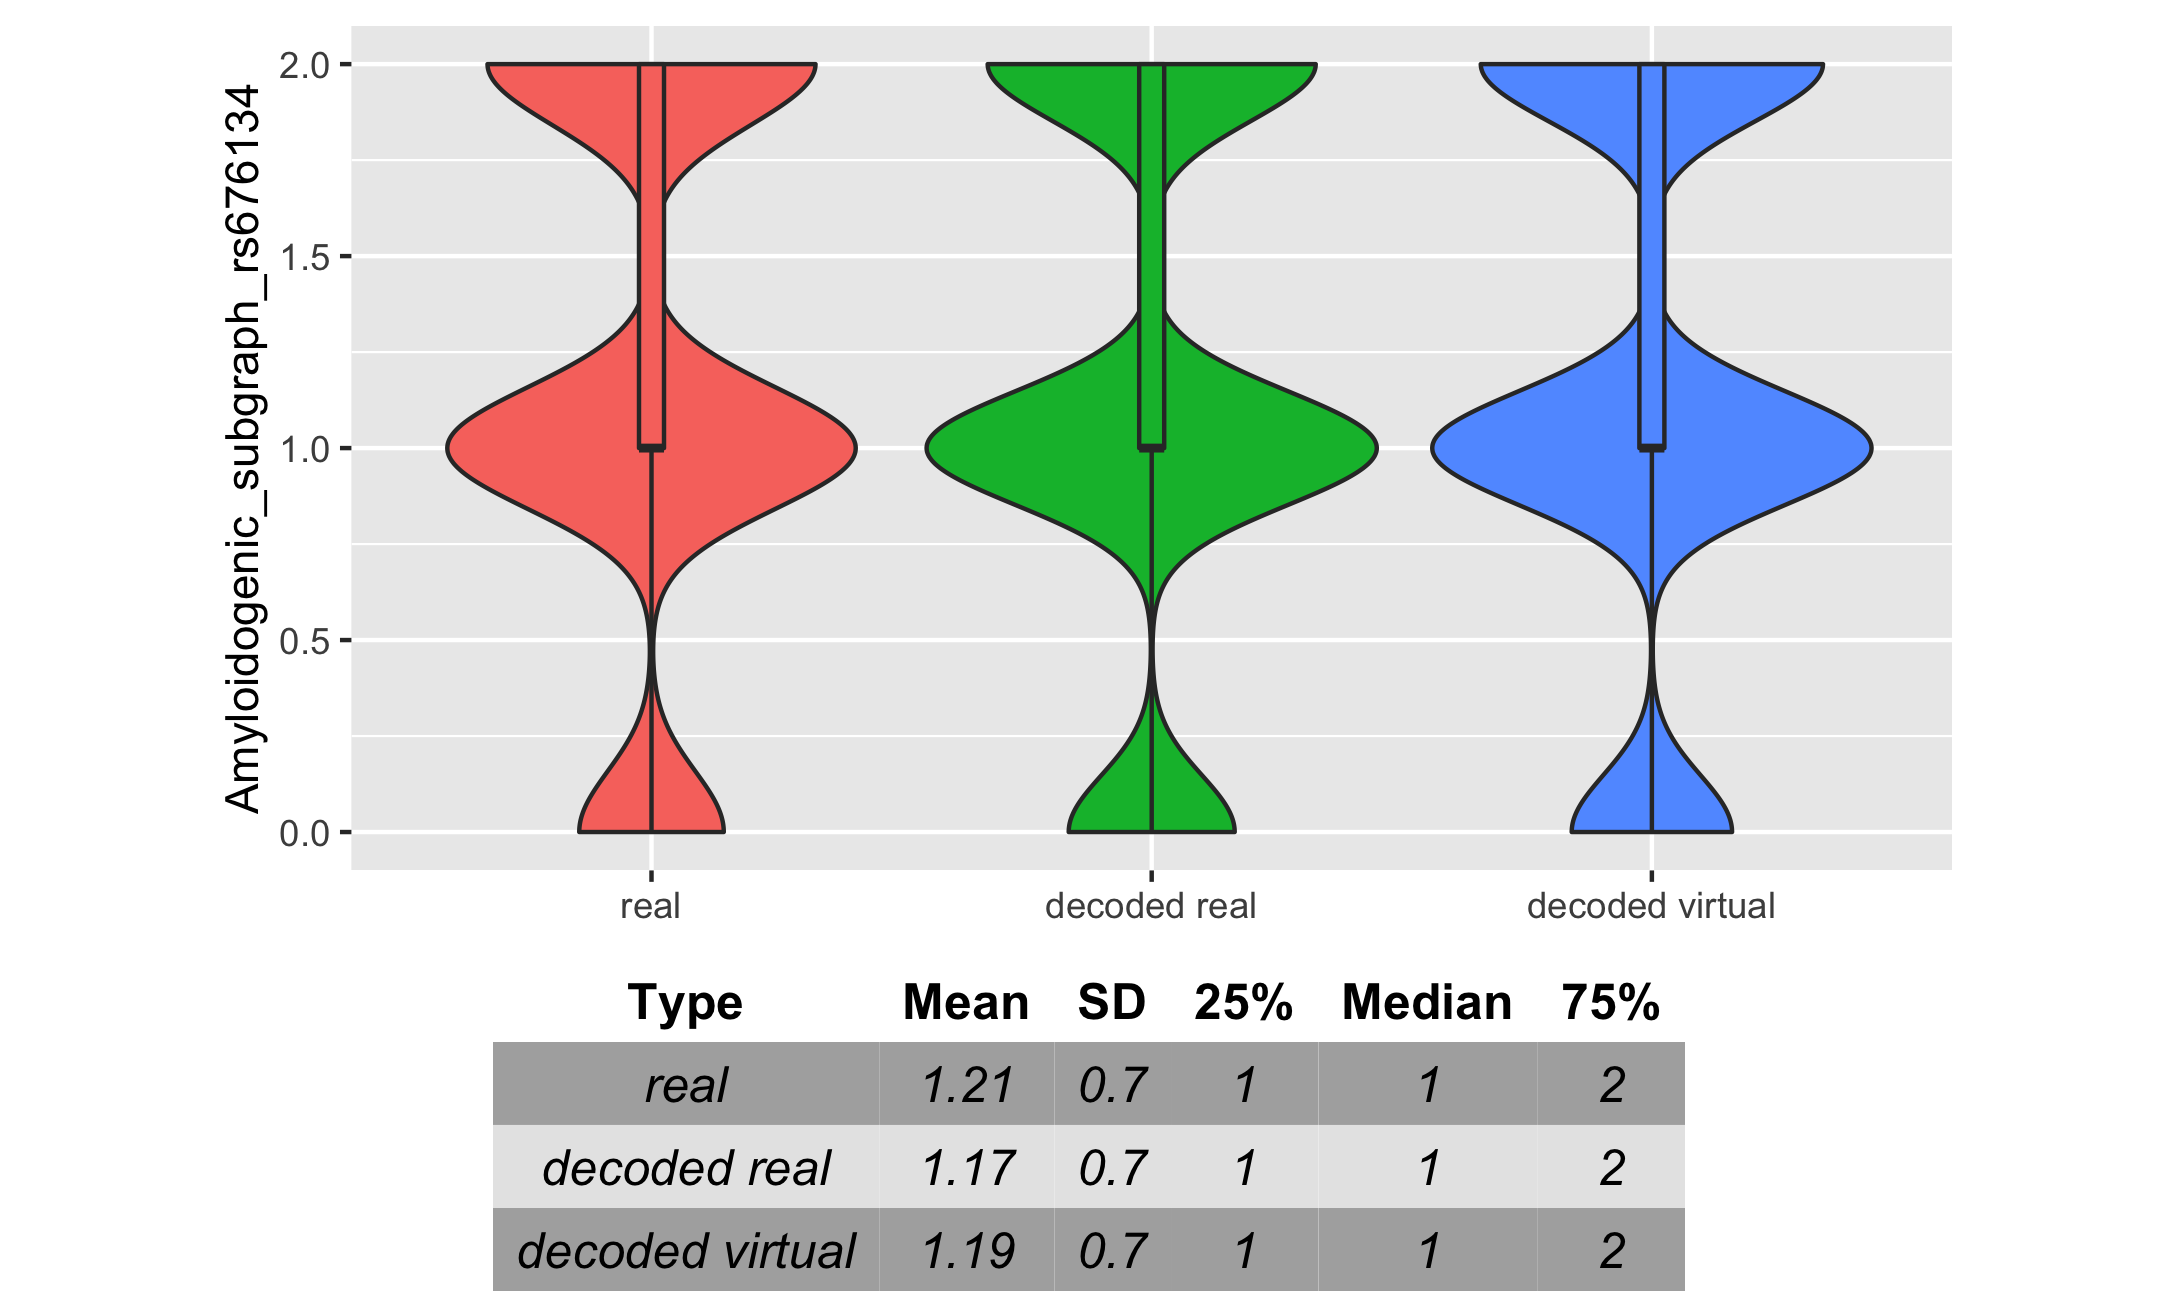 Amyloidogenic_subgraph_rs676134
2.0
1.5
1.0
0.5
0.0
real decoded real decoded virtual
Type Mean SD 25% Median 75%
real 1.21 0.7 1 1 2
decoded real 1.17 0.7 1 1 2
decoded virtual 1.19 0.7 1 1 2